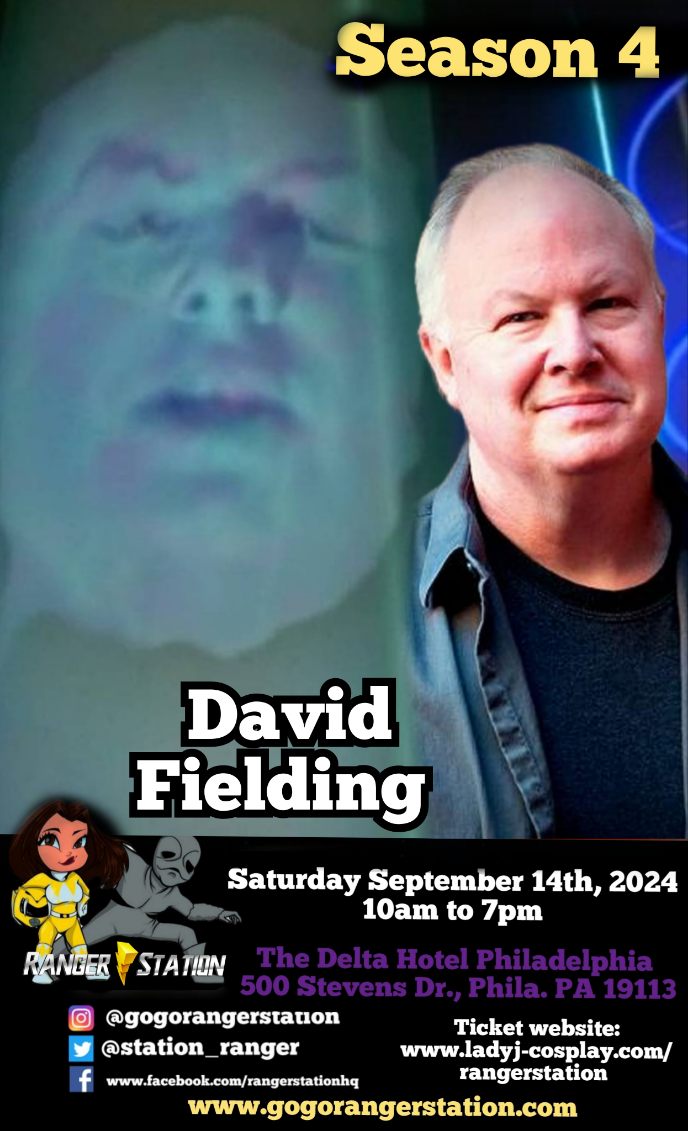 Season 4
David
Fielding
Saturday September 14th, 2024
10am to 7pm
RANGER STATION
The Delta Hotel Philadelphia
500 Stevens Dr., Phila. PA 19113
@gogorangerstation
@station_ranger
www.facebook.com/rangerstationhq
Ticket website:
www.ladyj-cosplay.com/
rangerstation
www.gogorangerstation.com